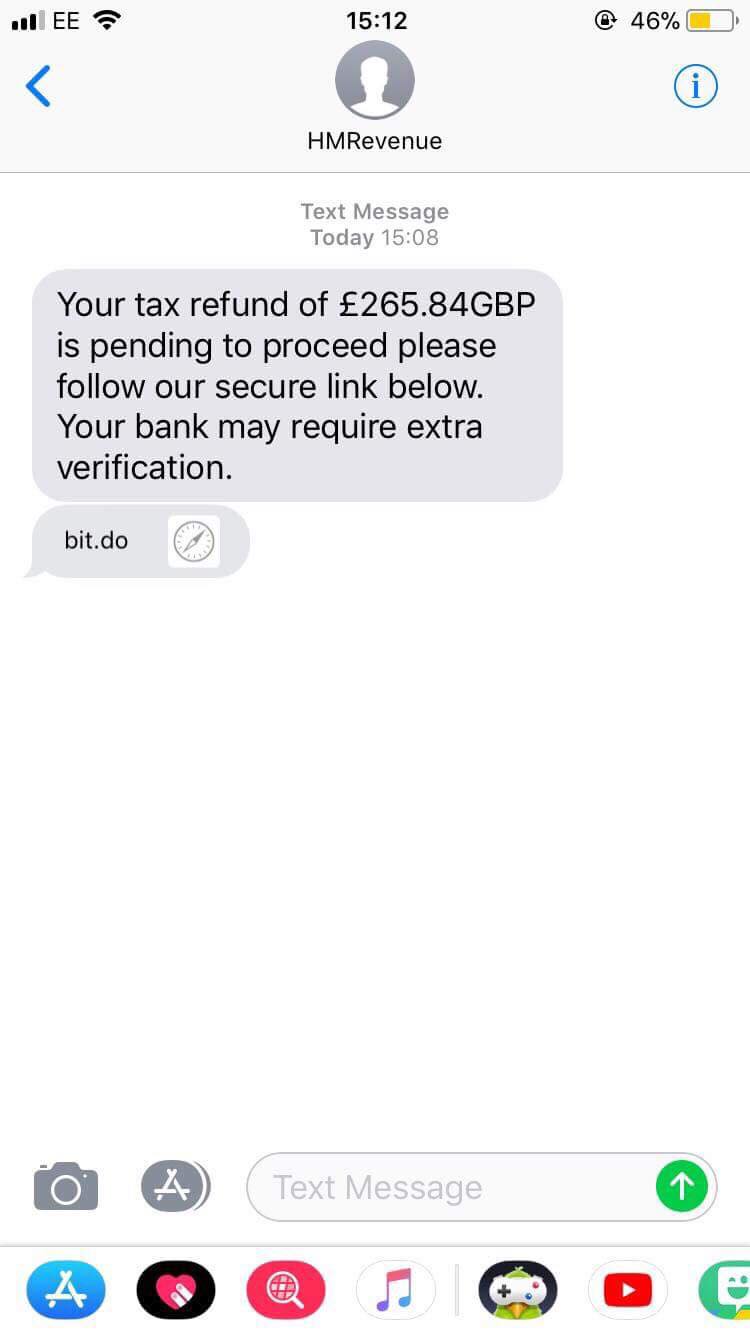 EE 15:12 46%
HMRevenue
Text Message
Today 15:08
Your tax refund of £265.84GBP
is pending to proceed please
follow our secure link below.
Your bank may require extra
verification.
bit.do
Text Message